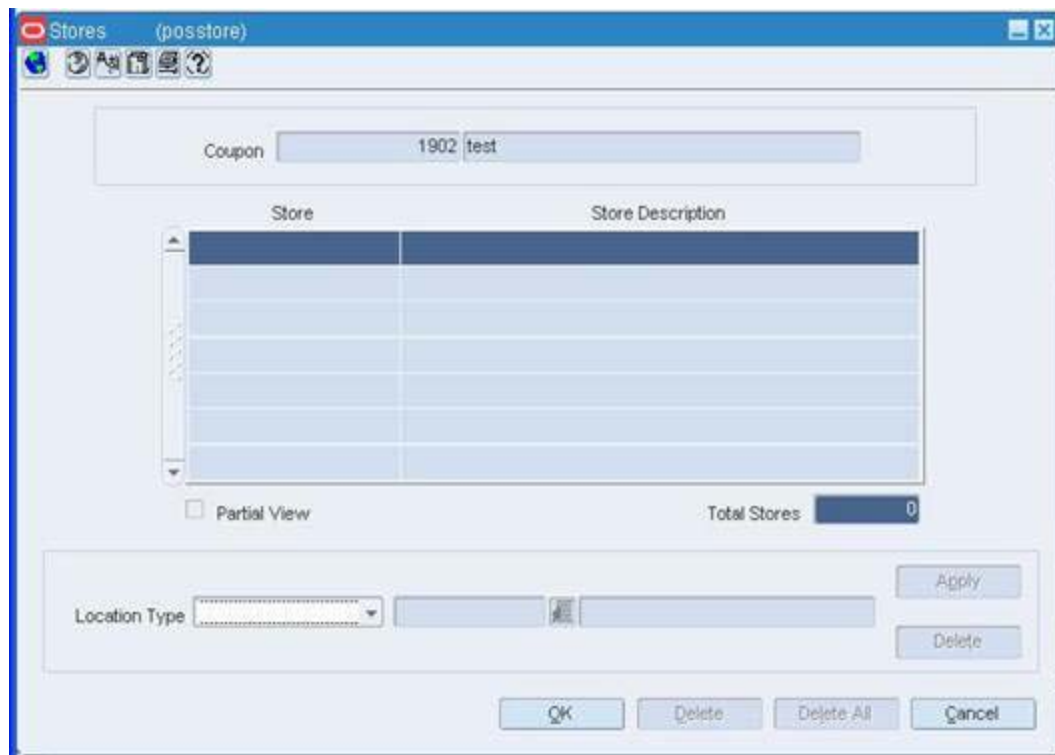 Stores (posstore)
Coupon 1902 test
Store Store Description
Partial View Total Stores 0
Apply
Location Type
Delete
OK Delete Delete All Cancel